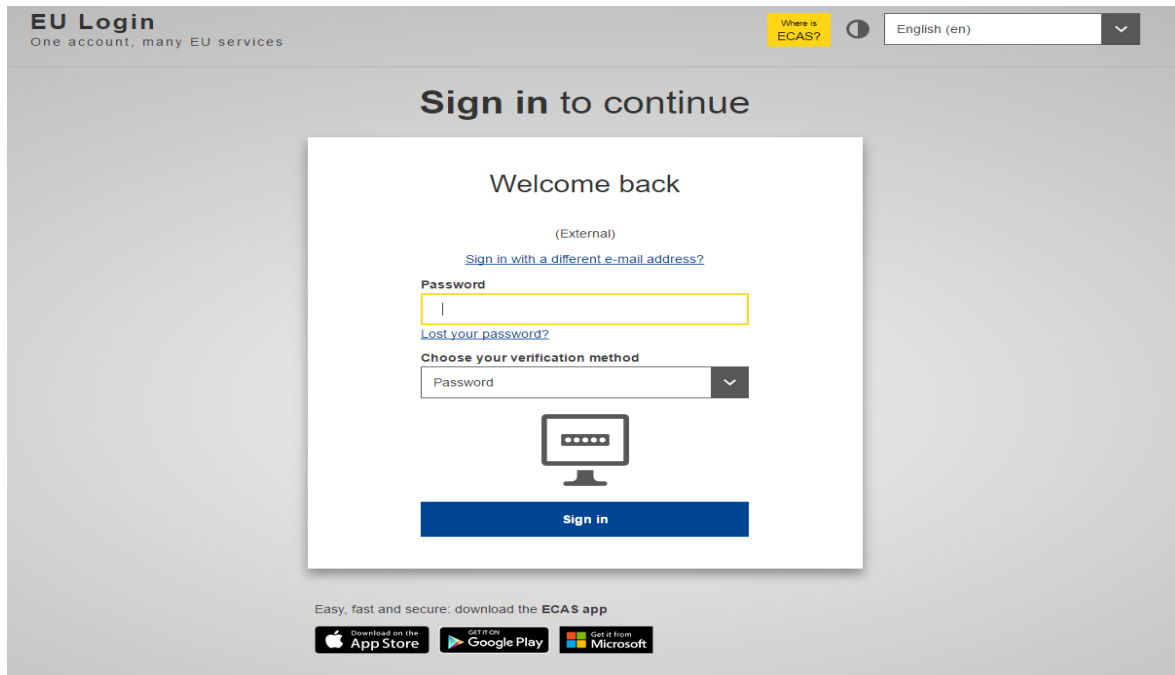 EU Login
One account, many EU services
Where is
ECAS?
English (en)
Sign in to continue
Welcome back
(External)
Sign in with a different e-mail address?
Password
Lost your password?
Choose your verification method
Password
Sign in
Easy, fast and secure: download the ECAS app
Download on the
App Store
GET IT ON
Google Play
Get it from
Microsoft